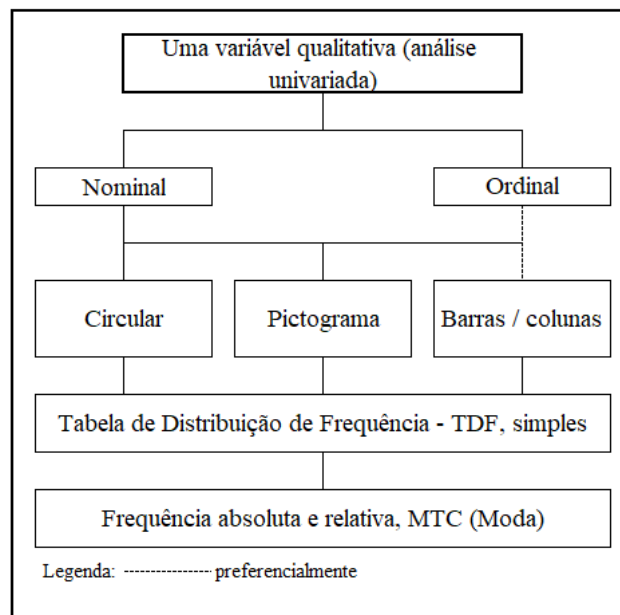 Uma variável qualitativa (análise
univariada)
Nominal
Ordinal
Circular
Pictograma
Barras / colunas
Tabela de Distribuição de Frequência - TDF, simples
Frequência absoluta e relativa, MTC (Moda)
Legenda: ---------------- preferencialmente